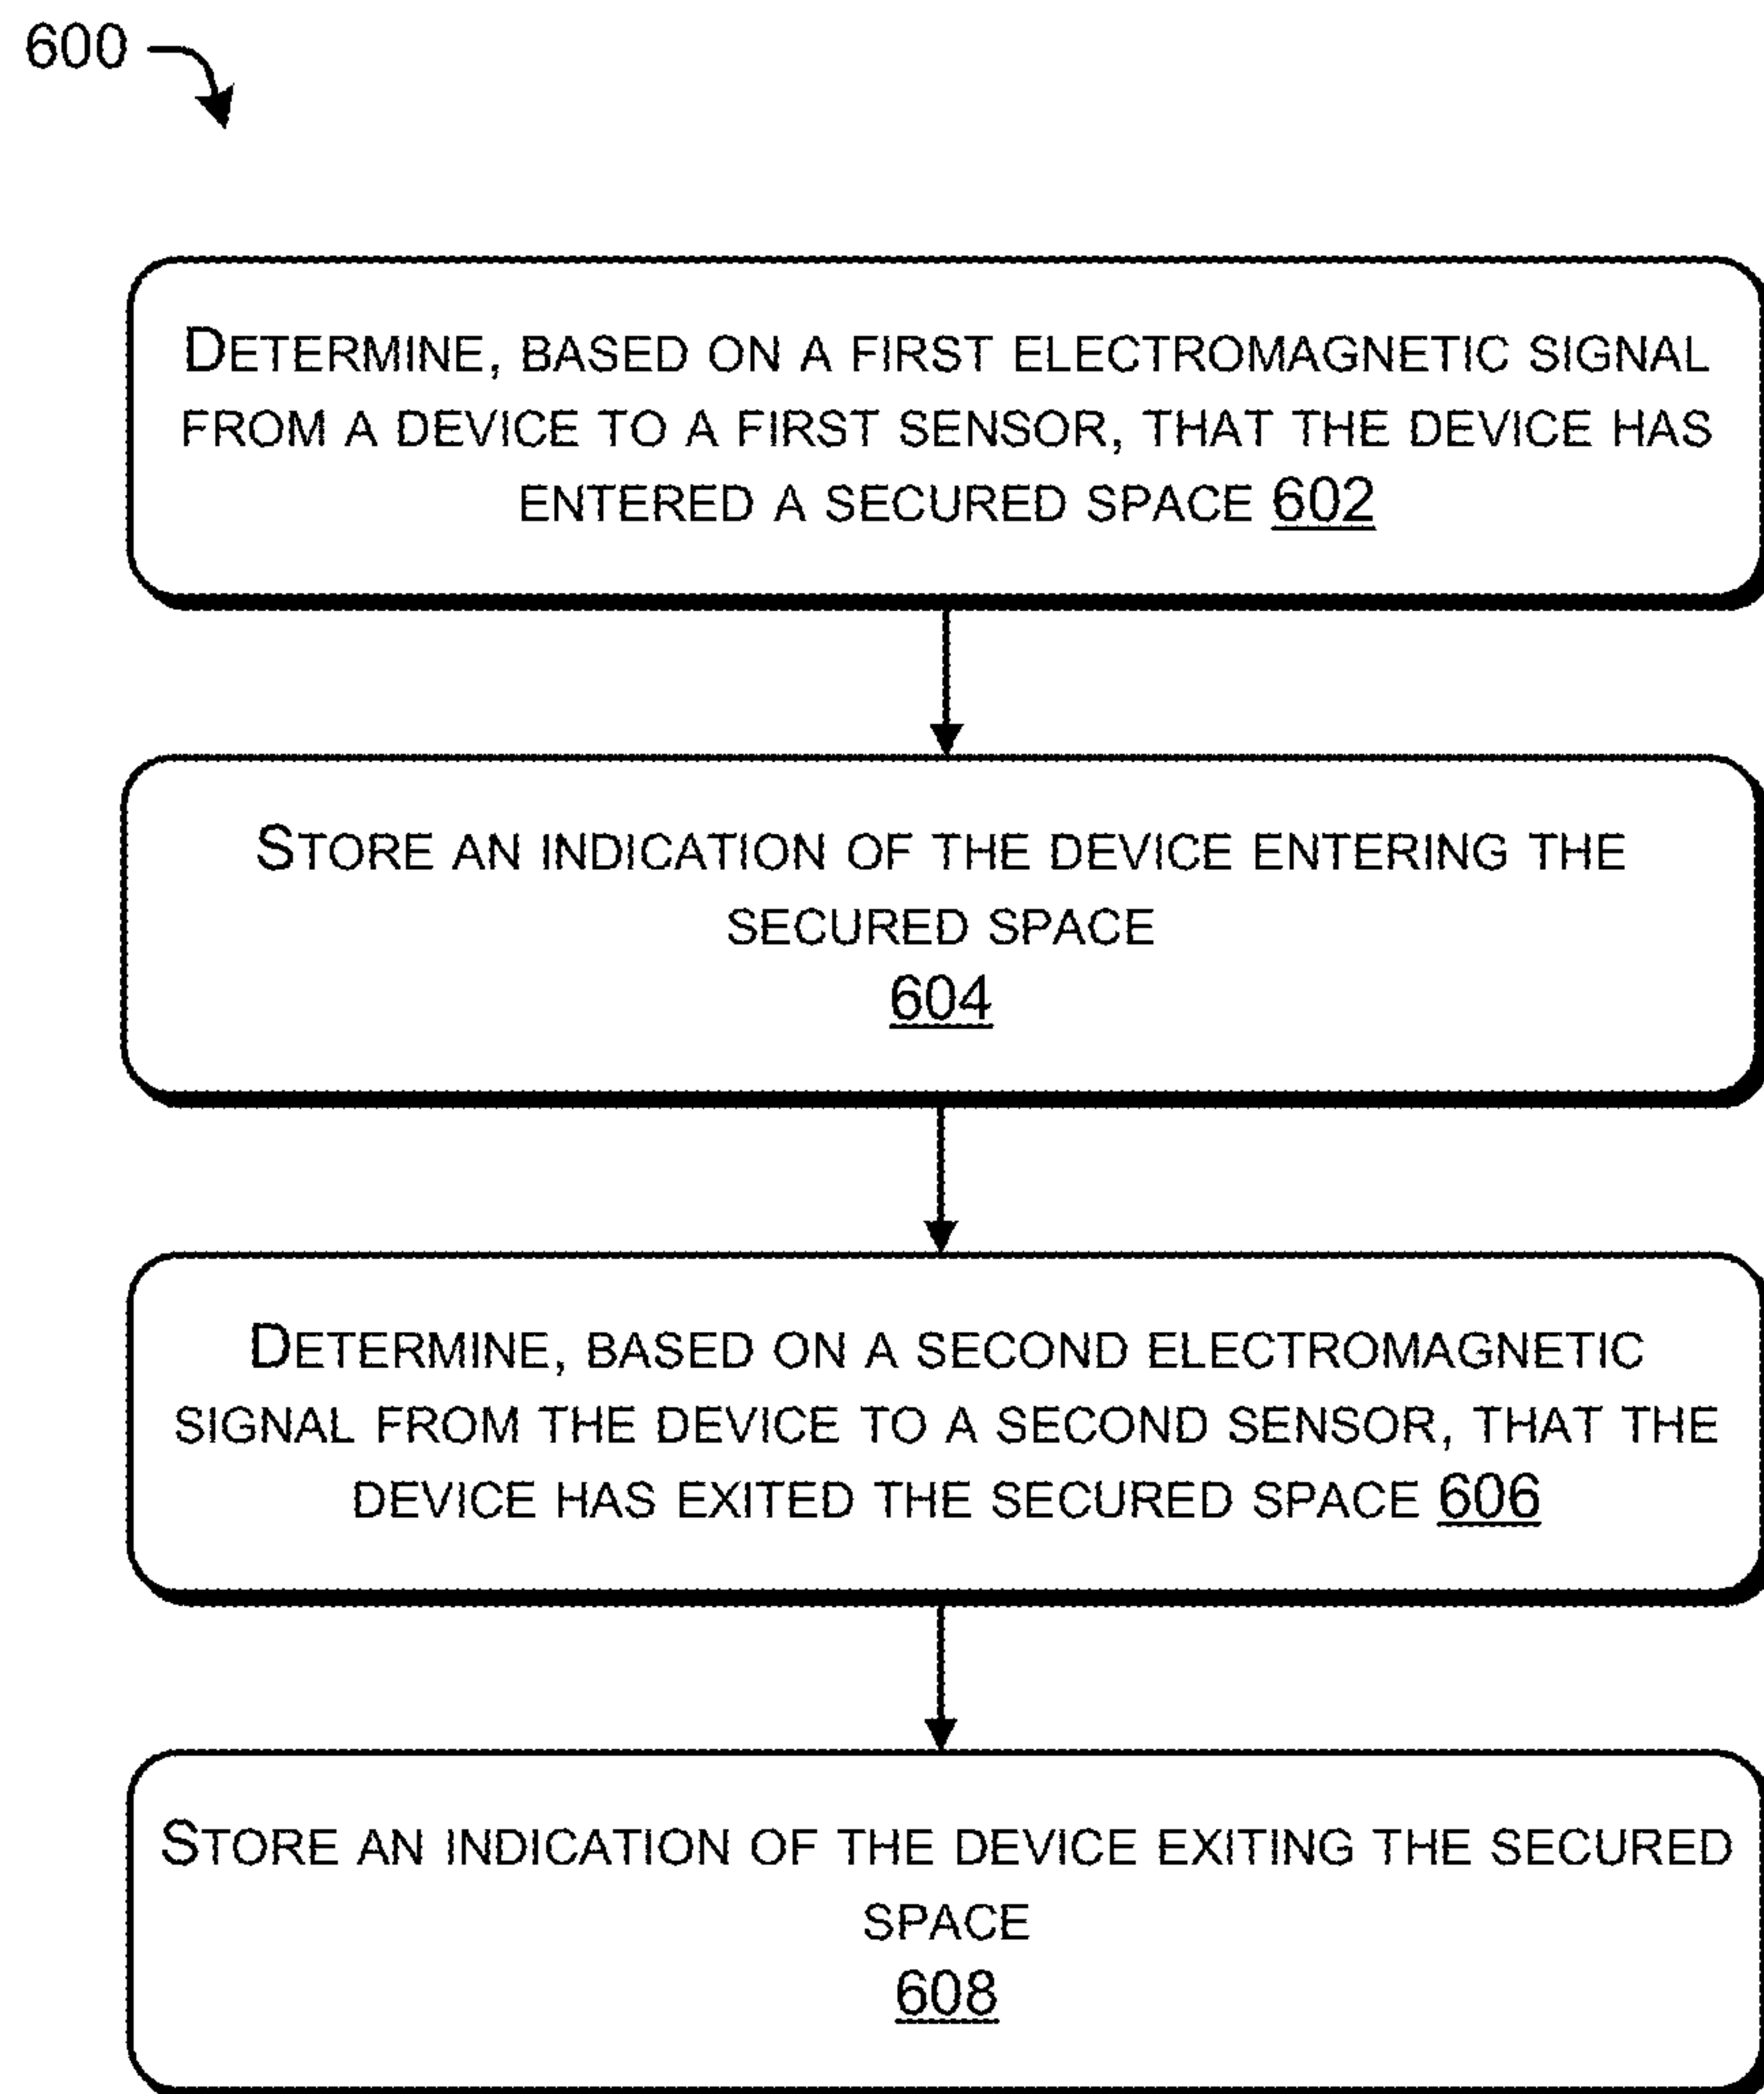 600
DETERMINE, BASED ON A FIRST ELECTROMAGNETIC SIGNAL
FROM A DEVICE TO A FIRST SENSOR, THAT THE DEVICE HAS
ENTERED A SECURED SPACE 602
STORE AN INDICATION OF THE DEVICE ENTERING THE
SECURED SPACE
604
DETERMINE, BASED ON A SECOND ELECTROMAGNETIC
SIGNAL FROM THE DEVICE TO A SECOND SENSOR, THAT THE
DEVICE HAS EXITED THE SECURED SPACE 606
STORE AN INDICATION OF THE DEVICE EXITING THE SECURED
SPACE
608